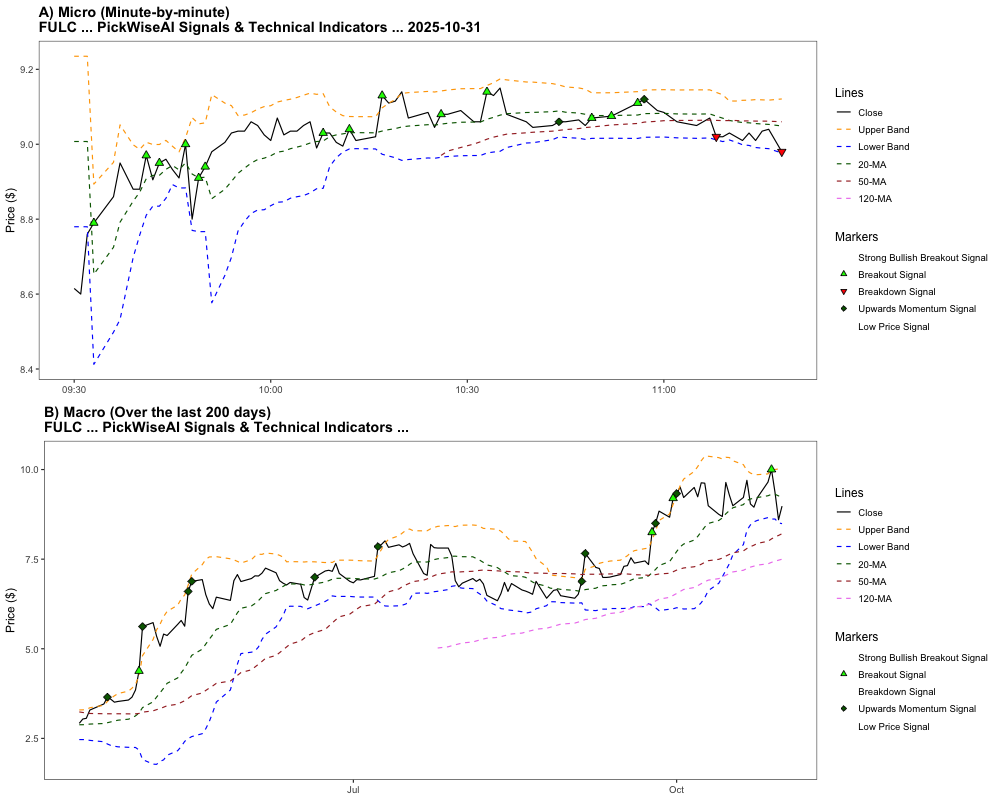 A) Micro (Minute-by-minute)
FULC ... PickWiseAI Signals & Technical Indicators ... 2025-10-31
Price ($)
9.2
9.0
8.8
8.6
8.4
09:30
10:00
10:30
11:00
Lines
Close
Upper Band
Lower Band
20-MA
50-MA
120-MA
Markers
Strong Bullish Breakout Signal
Breakout Signal
Breakdown Signal
Upwards Momentum Signal
Low Price Signal
B) Macro (Over the last 200 days)
FULC ... PickWiseAI Signals & Technical Indicators ...
Price ($)
10.0
7.5
5.0
2.5
Jul
Oct
Lines
Close
Upper Band
Lower Band
20-MA
50-MA
120-MA
Markers
Strong Bullish Breakout Signal
Breakout Signal
Breakdown Signal
Upwards Momentum Signal
Low Price Signal